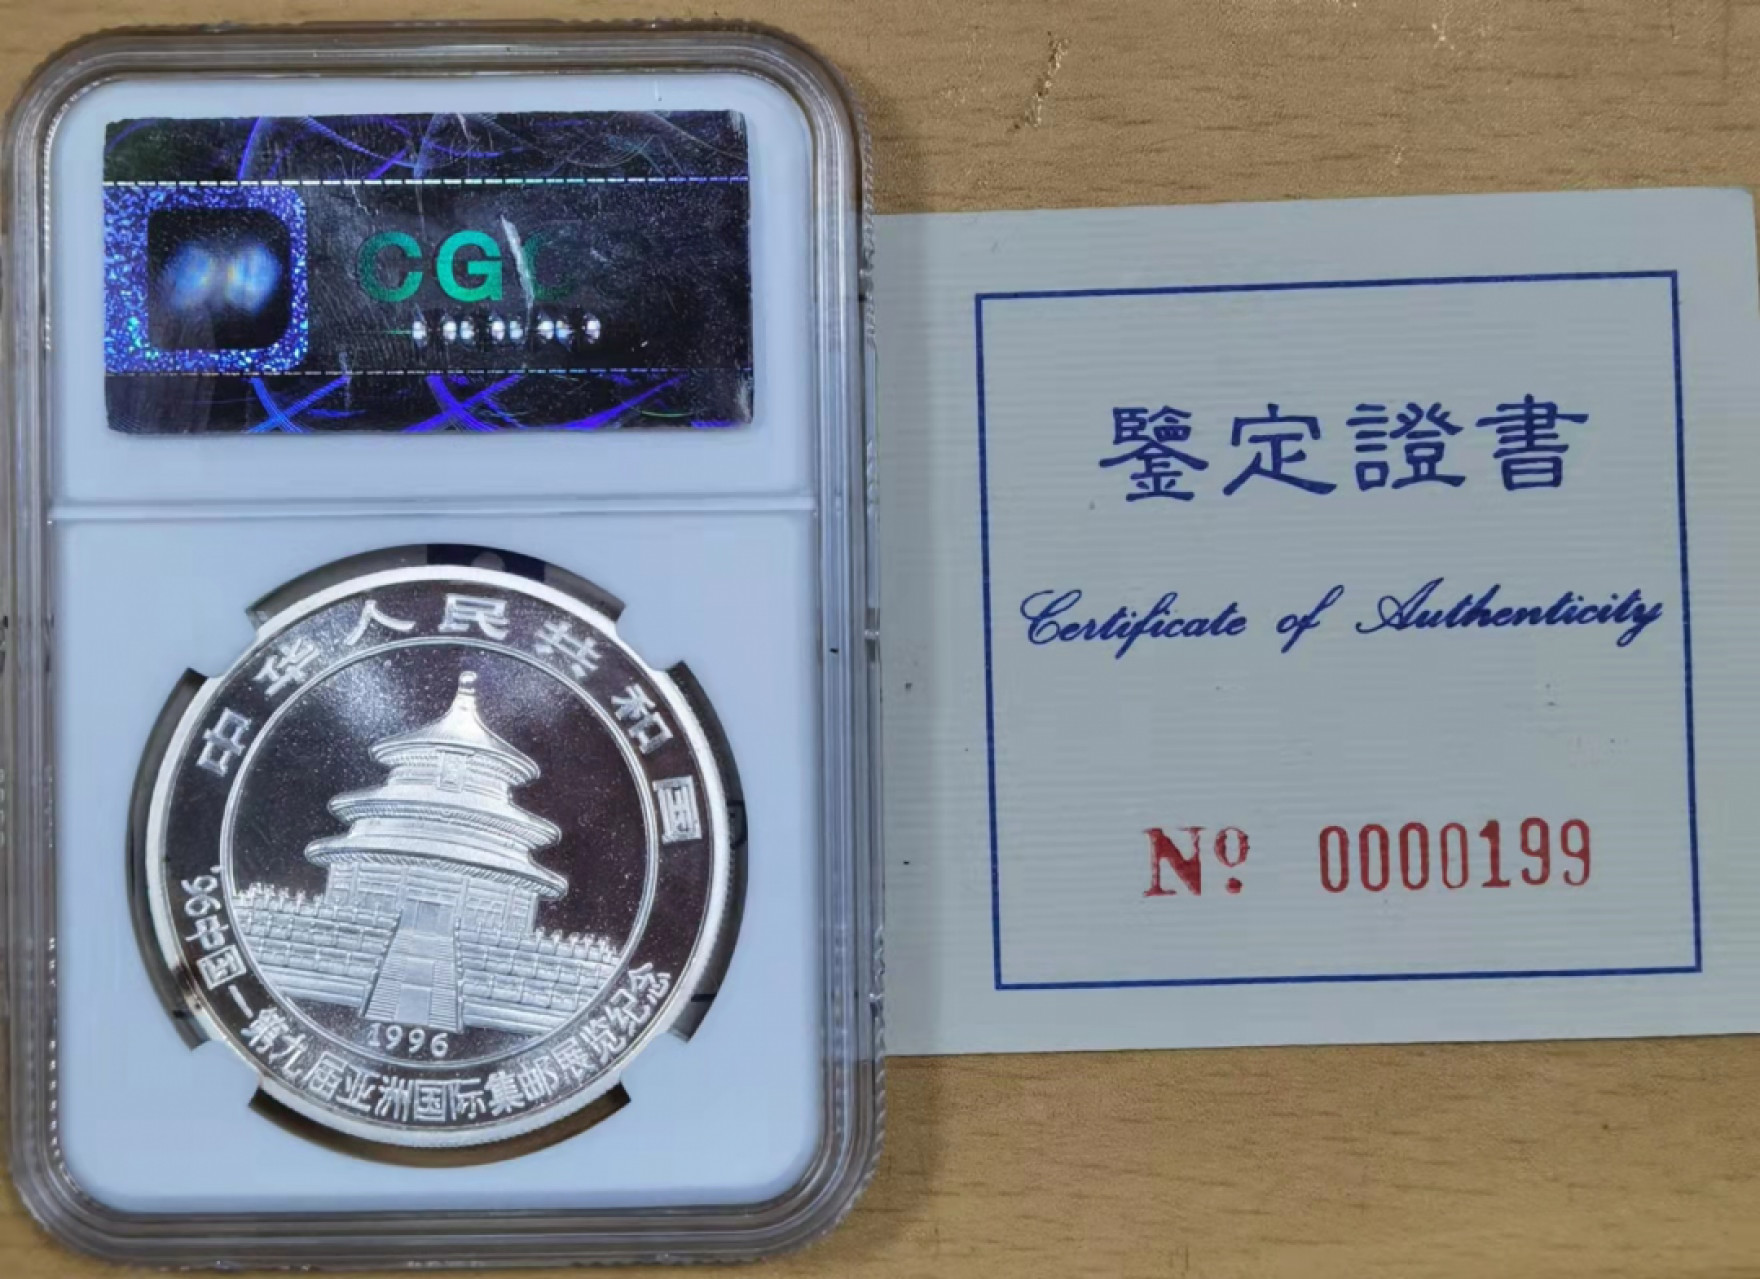 CG
中华人民共和国
1996
'96中国—第九届亚洲国际集邮展览纪念
鑒定證書
Certificate of Authenticity
Nº 0000199